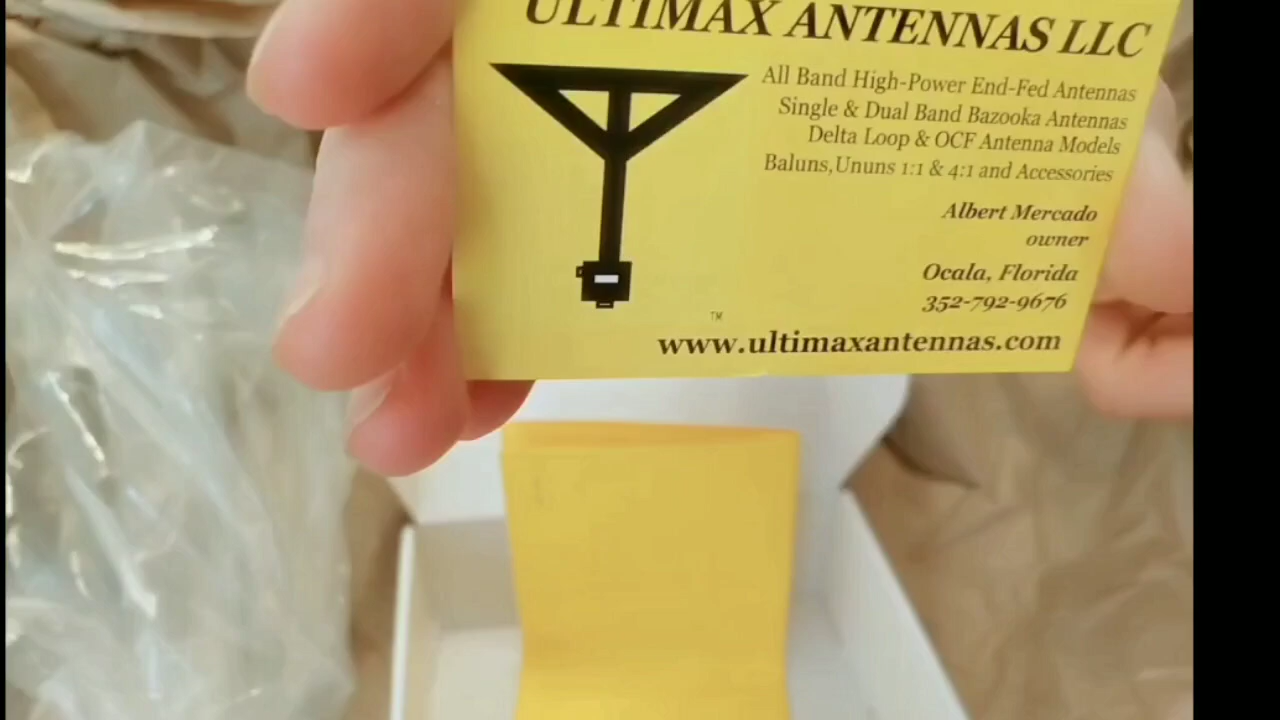 ULTIMAX ANTENNAS LLC
All Band High-Power End-Fed Antennas
Single & Dual Band Bazooka Antennas
Delta Loop & OCF Antenna Models
Baluns,Ununs 1:1 & 4:1 and Accessories
Albert Mercado
owner
Ocala, Florida
352-792-9676
TM
www.ultimaxantennas.com